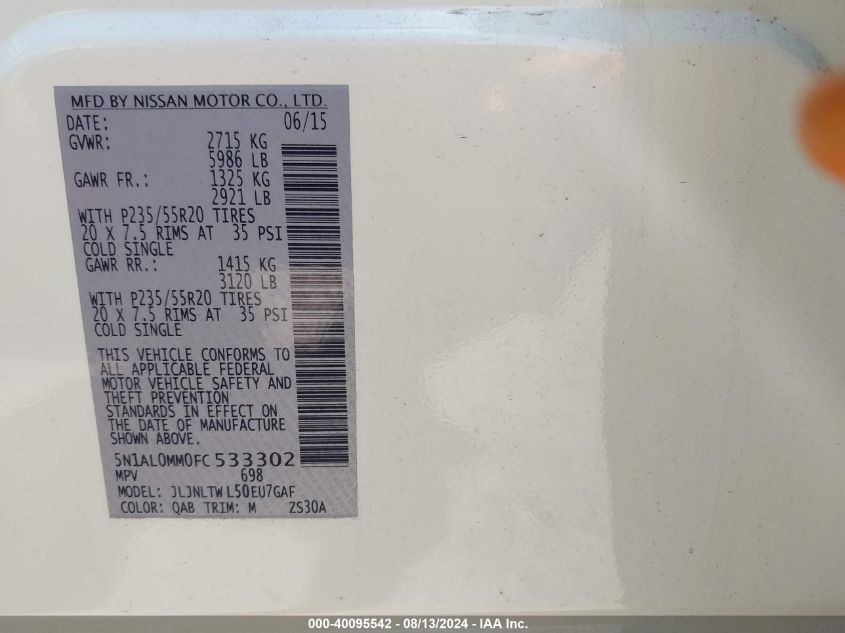 MFD BY NISSAN MOTOR CO., LTD.
DATE: 06/15
GVWR: 2715 KG
5986 LB
GAWR FR.: 1325 KG
2921 LB
WITH P235/55R20 TIRES
20 X 7.5 RIMS AT 35 PSI
COLD SINGLE
GAWR RR.: 1415 KG
3120 LB
WITH P235/55R20 TIRES
20 X 7.5 RIMS AT 35 PSI
COLD SINGLE
THIS VEHICLE CONFORMS TO
ALL APPLICABLE FEDERAL
MOTOR VEHICLE SAFETY AND
THEFT PREVENTION
STANDARDS IN EFFECT ON
THE DATE OF MANUFACTURE
SHOWN ABOVE.
5N1AL0MM0FC 533302
MPV 698
MODEL: JLJNLTW L50EU7GAF
COLOR: QAB TRIM: M ZS30A
000-40095542 - 08/13/2024 - IAA Inc.